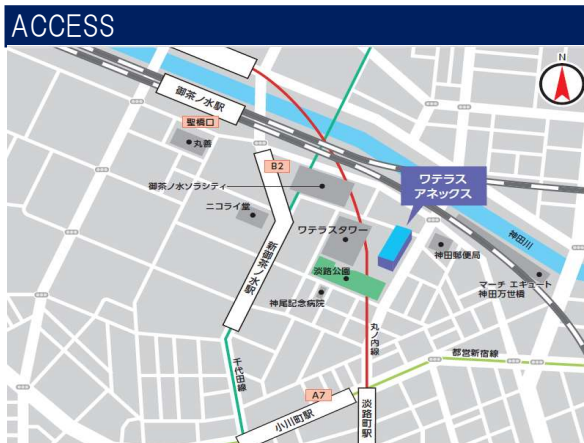 ACCESS
N
御茶ノ水駅
聖橋口
丸善
B2
御茶ノ水ソラシティ
ニコライ堂
ワテラス
アネックス
ワテラスタワー
新御茶ノ水駅
淡路公園
神田郵便局
神田川
マーチ エキュート
神田万世橋
神尾記念病院
丸ノ内線
千代田線
都営新宿線
A7
小川町駅
淡路町駅